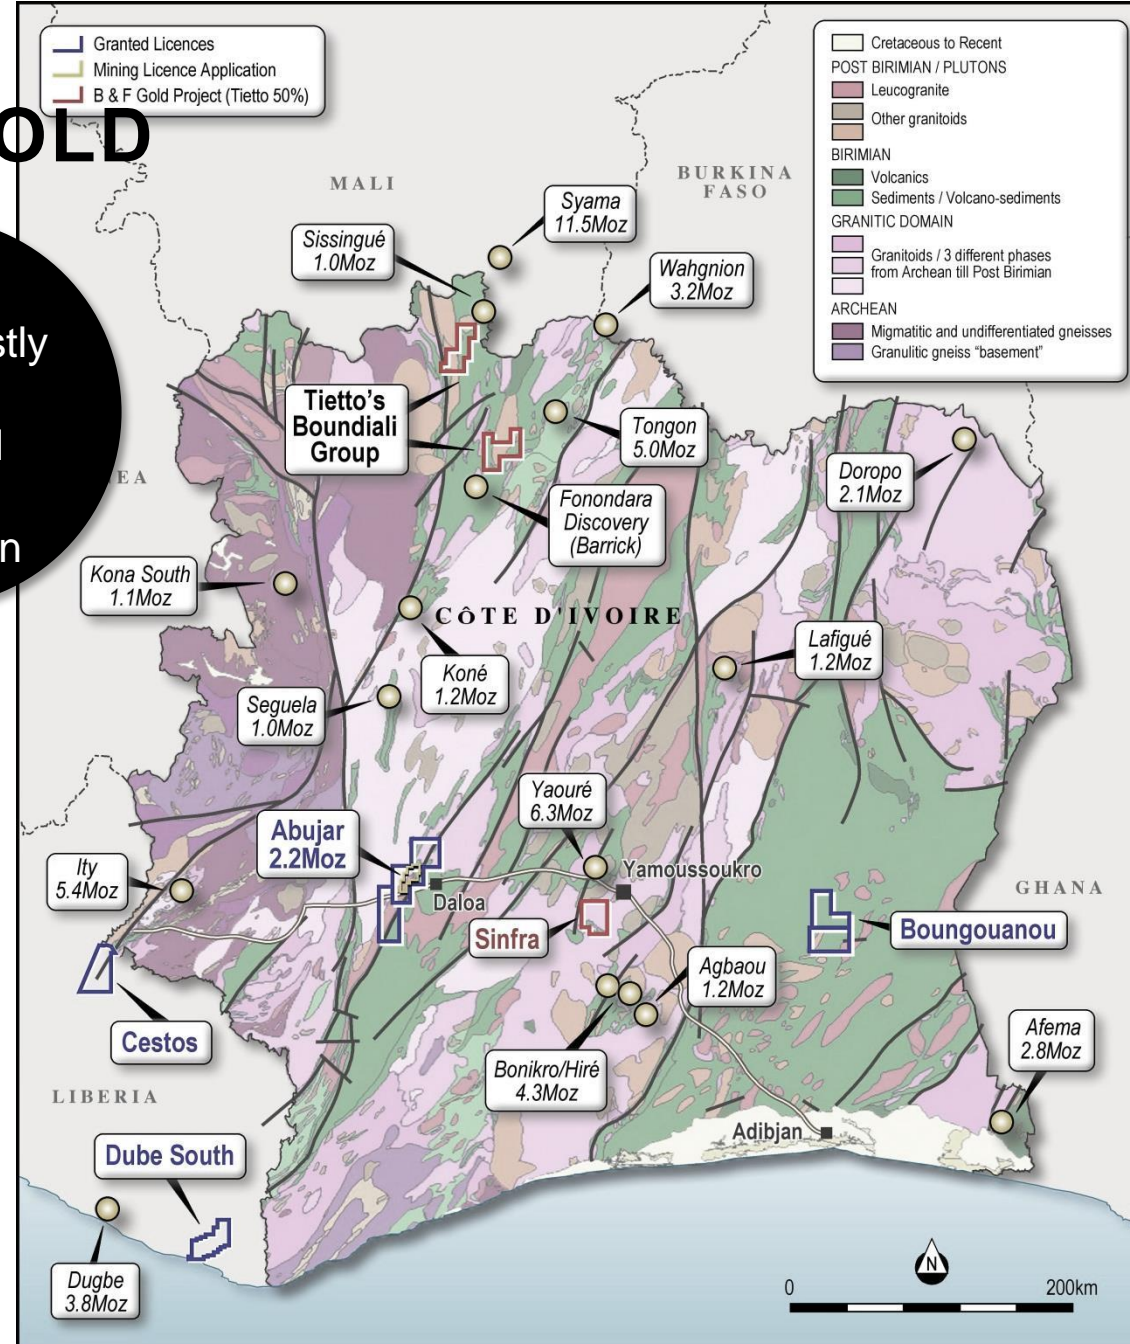 Granted Licences
Mining Licence Application
B & F Gold Project (Tietto 50%)
OLD
stly
n
Cretaceous to Recent
POST BIRIMIAN / PLUTONS
Leucogranite
Other granitoids
BIRIMIAN
Volcanics
Sediments / Volcano-sediments
GRANITIC DOMAIN
Granitoids / 3 different phases
from Archean till Post Birimian
ARCHEAN
Migmatitic and undifferentiated gneisses
Granulitic gneiss “basement”
MALI
BURKINA
FASO
Syama
11.5Moz
Sissingué
1.0Moz
Wahgnion
3.2Moz
Tietto's
Boundiali
Group
Tongon
5.0Moz
Doropo
2.1Moz
EA
Fonondara
Discovery
(Barrick)
Kona South
1.1Moz
CÔTE D'IVOIRE
Koné
1.2Moz
Lafigué
1.2Moz
Seguela
1.0Moz
Yaouré
6.3Moz
Abujar
2.2Moz
Ity
5.4Moz
Yamoussoukro
Daloa
GHANA
Sinfra
Boungouanou
Agbaou
1.2Moz
Cestos
Afema
2.8Moz
Bonikro/Hiré
4.3Moz
LIBERIA
Adibjan
Dube South
Dugbe
3.8Moz
N
0
200km